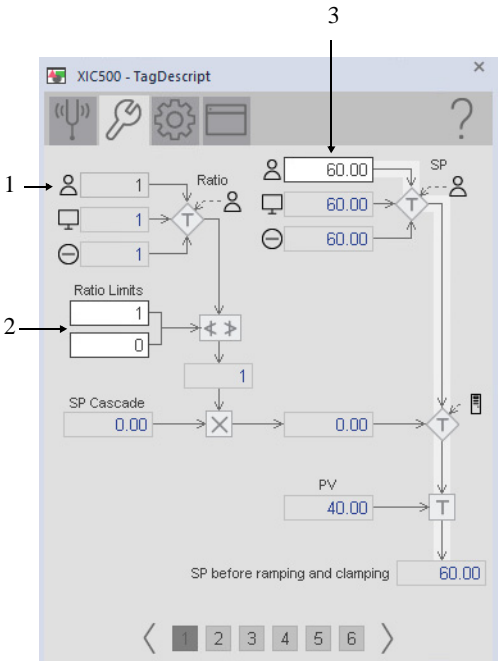 3
XIC500 - TagDescript
×
?
1
1
Ratio
60.00
SP
1
60.00
T
T
1
60.00
Ratio Limits
2
1
0
1
SP Cascade
0.00
0.00
T
PV
40.00
T
SP before ramping and clamping
60.00
1 2 3 4 5 6